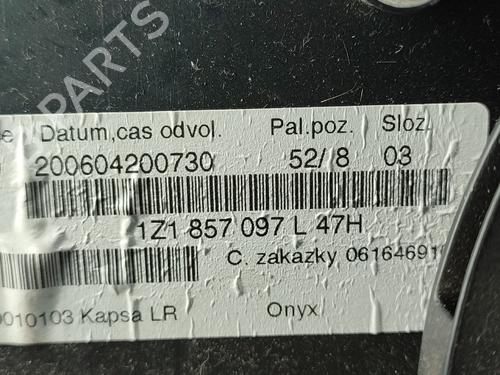 PARTS
e Datum,cas odvol. Pal.poz. Sloz.
200604200730 52/8 03
1Z1 857 097 L 47H
C. zakazky 06164691
0010103 Kapsa LR Onyx